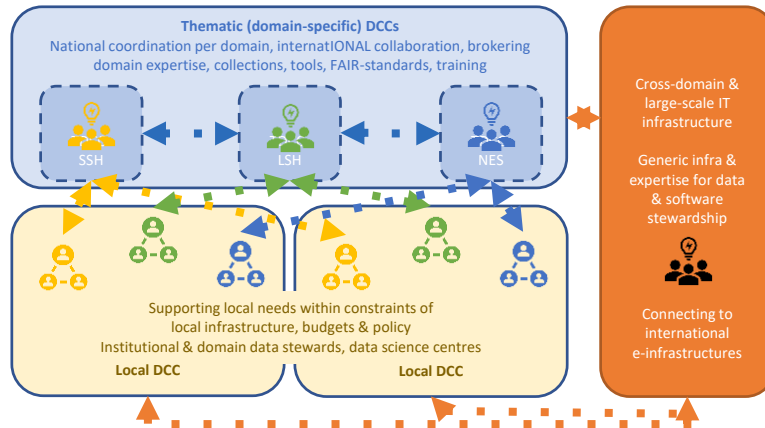 Thematic (domain-specific) DCCs
National coordination per domain, internatIONAL collaboration, brokering
domain expertise, collections, tools, FAIR-standards, training
SSH
LSH
NES
Supporting local needs within constraints of
local infrastructure, budgets & policy
Institutional & domain data stewards, data science centres
Local DCC
Local DCC
Cross-domain &
large-scale IT
infrastructure
Generic infra &
expertise for data
& software
stewardship
Connecting to
international
e-infrastructures